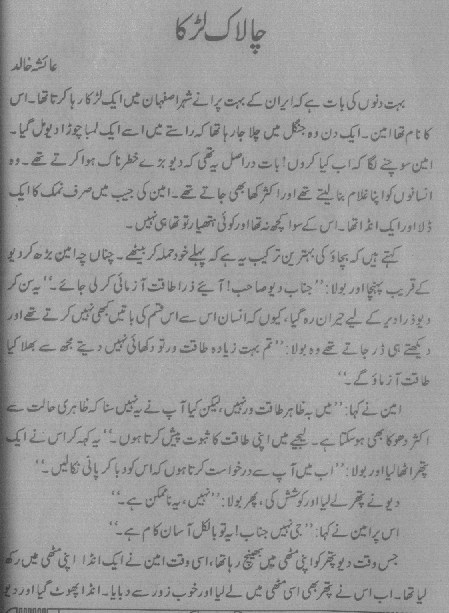 چالاک لڑکا
عائشہ خالد
بہت دنوں کی بات ہے کہ ایران کے بہت پرانے شہر اصفہان میں ایک لڑکا رہا کرتا تھا۔ اس
کا نام تھا امین۔ ایک دن وہ جنگل میں چلا جا رہا تھا کہ راستے میں اسے ایک لمبا چوڑا دیو مل گیا۔
امین سوچنے لگا کہ اب کیا کروں! بات دراصل یہ تھی کہ دیو بڑے خطرناک ہوا کرتے تھے۔ وہ
انسانوں کو اپنا غلام بنا لیتے تھے اور اکثر کھا بھی جاتے تھے۔ امین کی جیب میں صرف نمک کا ایک
ڈلا اور ایک انڈا تھا۔ اس کے سوا کچھ نہ تھا اور کوئی ہتھیار تو تھا ہی نہیں۔
کہتے ہیں کہ بچاؤ کی بہترین ترکیب یہ ہے کہ پہلے خود حملہ کر بیٹھے۔ چناں چہ امین بڑھ کر دیو
کے قریب پہنچا اور بولا: ’’جناب دیو صاحب! آیئے ذرا طاقت آزمائی کر لی جائے۔‘‘ یہ سن کر
دیو ذرا دیر کے لیے حیران رہ گیا، کیوں کہ انسان اس سے اس قسم کی باتیں کبھی نہیں کرتے تھے اور
دیکھتے ہی ڈر جاتے تھے وہ بولا: ’’تم بہت زیادہ طاقت ور تو دکھائی نہیں دیتے مجھ سے بھلا کیا
طاقت آزماؤ گے۔‘‘
امین نے کہا: ’’میں بہ ظاہر طاقت ور نہیں، لیکن کیا آپ نے یہ نہیں سنا کہ ظاہری حالت سے
اکثر دھوکا بھی ہو سکتا ہے۔ لیجیے میں اپنی طاقت کا ثبوت پیش کرتا ہوں۔‘‘ یہ کہہ کر اس نے ایک
پتھر اٹھا لیا اور بولا: ’’اب میں آپ سے درخواست کرتا ہوں کہ اس کو دبا کر پانی نکالیں۔‘‘
دیو نے پتھر لے لیا اور کوشش کی، پھر بولا: ’’نہیں، یہ ناممکن ہے۔‘‘
اس پر امین نے کہا: ’’جی نہیں جناب! یہ تو بالکل آسان کام ہے۔‘‘
جس وقت دیو پتھر کو اپنی مٹھی میں بھینچ رہا تھا، اسی وقت امین نے ایک انڈا اپنی مٹھی میں رکھ
لیا تھا۔ اب اس نے پتھر بھی اسی مٹھی میں لے لیا اور خوب زور سے دبایا۔ انڈا پھوٹ گیا اور دیو